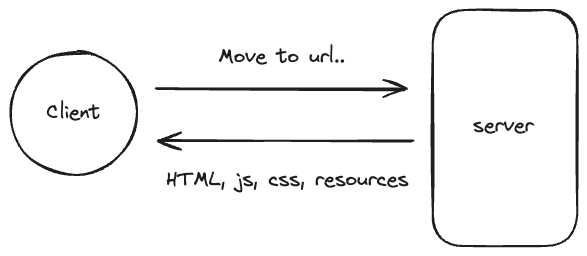 Move to url..
Client
server
HTML, js, css, resources